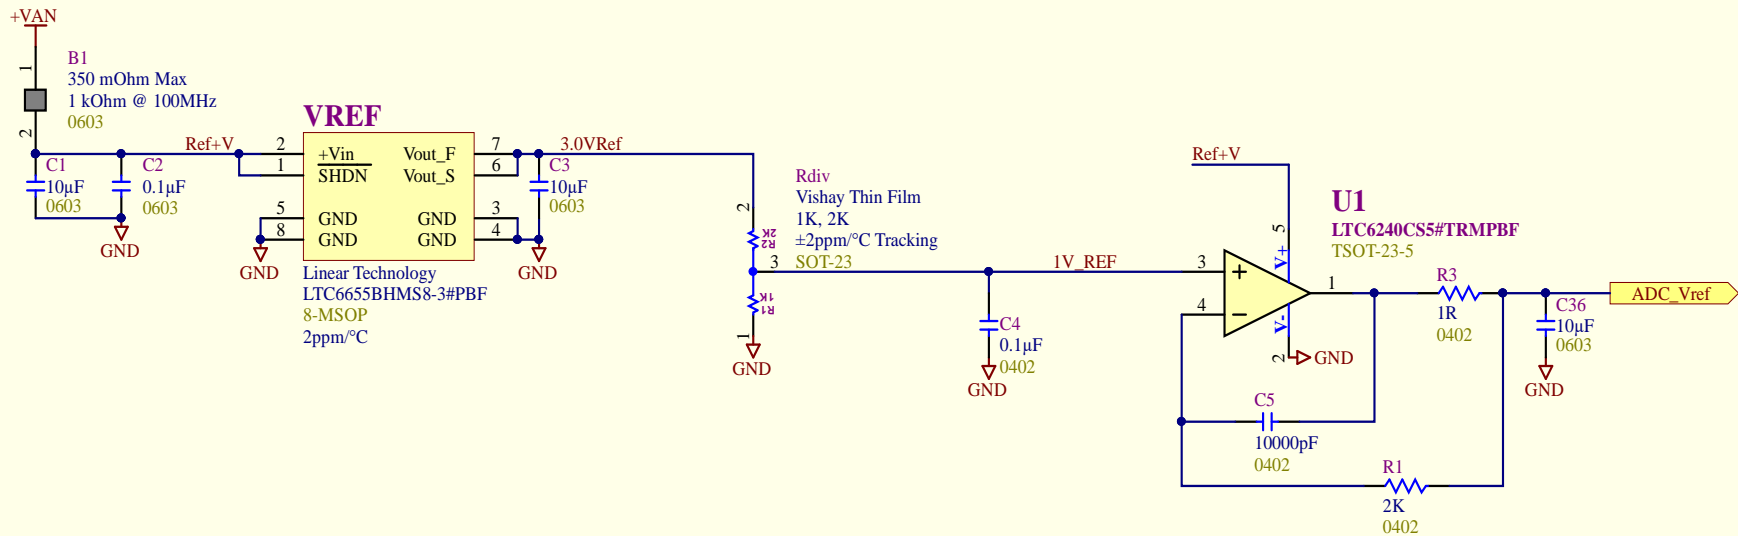 +VAN
1
B1
350 mOhm Max
1 kOhm @ 100MHz
0603
2
C1
10µF
0603
C2
0.1µF
0603
GND
Ref+V
VREF
2
+Vin
1
SHDN
5
GND
8
GND
Vout_F
7
Vout_S
6
GND
3
GND
4
GND
Linear Technology
LTC6655BHMS8-3#PBF
8-MSOP
2ppm/°C
C3
10µF
0603
GND
3.0VRef
Rdiv
Vishay Thin Film
1K, 2K
±2ppm/°C Tracking
SOT-23
2
R2
2K
3
R1
1K
1
GND
1V_REF
C4
0.1µF
0402
GND
Ref+V
U1
LTC6240CS5#TRMPBF
TSOT-23-5
5
V+
3
+
4
−
1
V-
2
GND
C5
10000pF
0402
R3
1R
0402
R1
2K
0402
C36
10µF
0603
GND
ADC_Vref